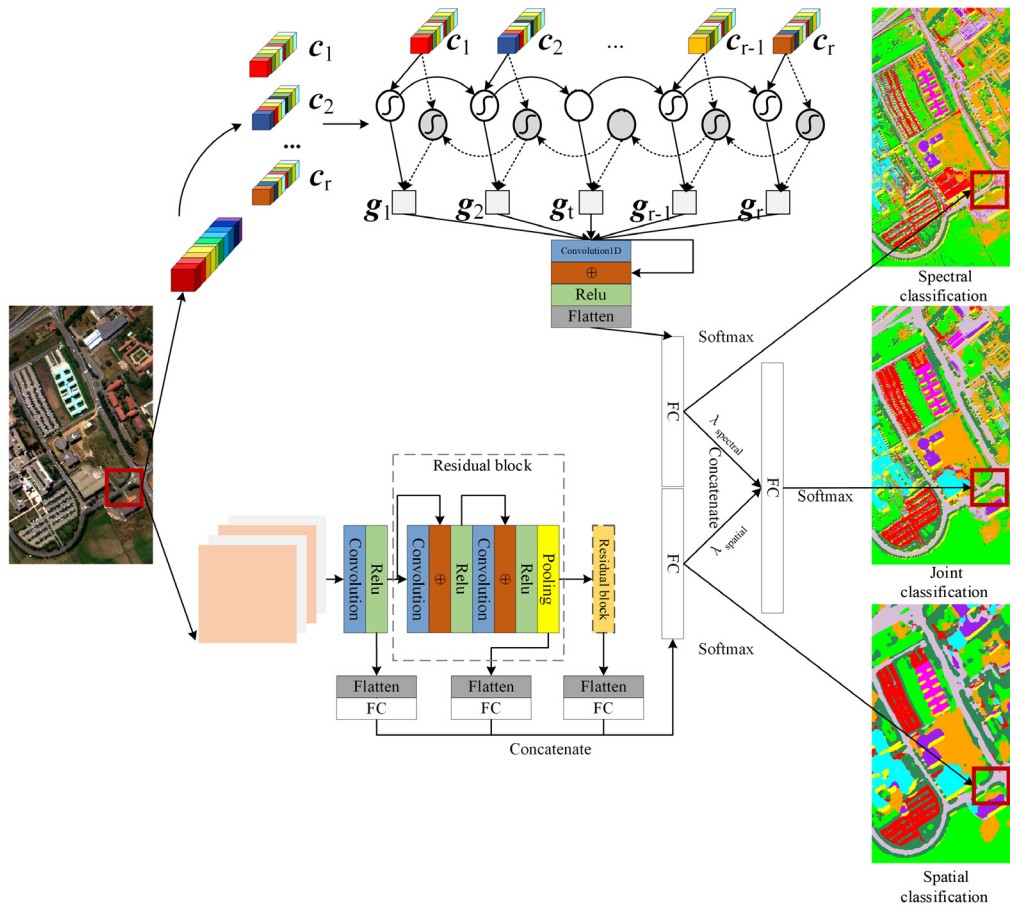 c1
c2
...
cr
c1
c2
...
cr-1
cr
g1
g2
gt
gr-1
gr
Convolution1D
⊕
Relu
Flatten
Softmax
Spectral
classification
FC
λ spectral
Concatenate
λ spatial
FC
FC
Softmax
Joint
classification
Residual block
Convolution
Relu
Convolution
⊕
Relu
Convolution
⊕
Relu
Pooling
Residual block
Softmax
Flatten
FC
Flatten
FC
Flatten
FC
Concatenate
Spatial
classification